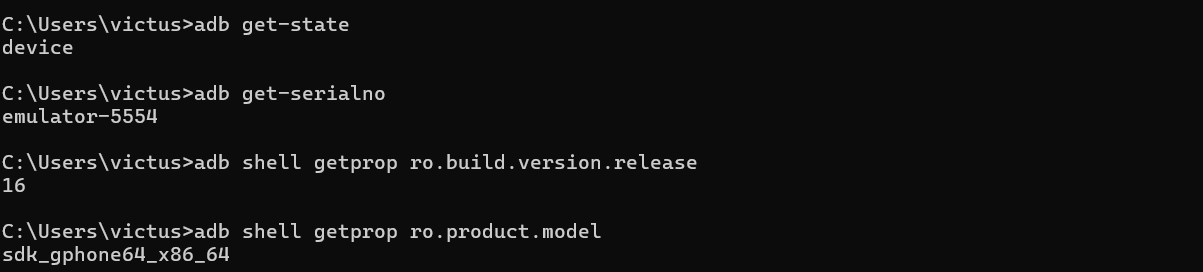 C:\Users\victus>adb get-state
device
C:\Users\victus>adb get-serialno
emulator-5554
C:\Users\victus>adb shell getprop ro.build.version.release
16
C:\Users\victus>adb shell getprop ro.product.model
sdk_gphone64_x86_64